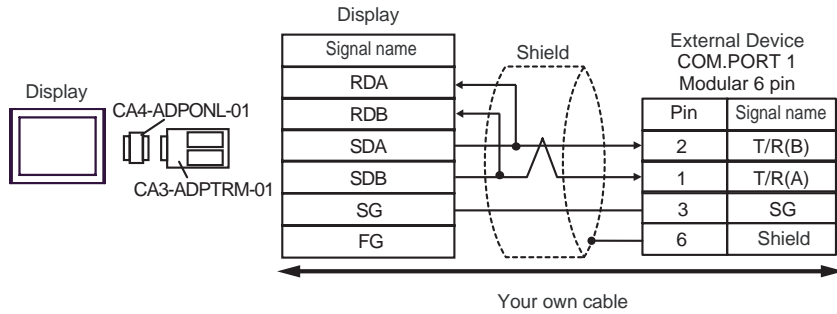 Display
Display
CA4-ADPONL-01
CA3-ADPTRM-01
Signal name
RDA
RDB
SDA
SDB
SG
FG
Shield
External Device
COM.PORT 1
Modular 6 pin
Pin Signal name
2 T/R(B)
1 T/R(A)
3 SG
6 Shield
Your own cable